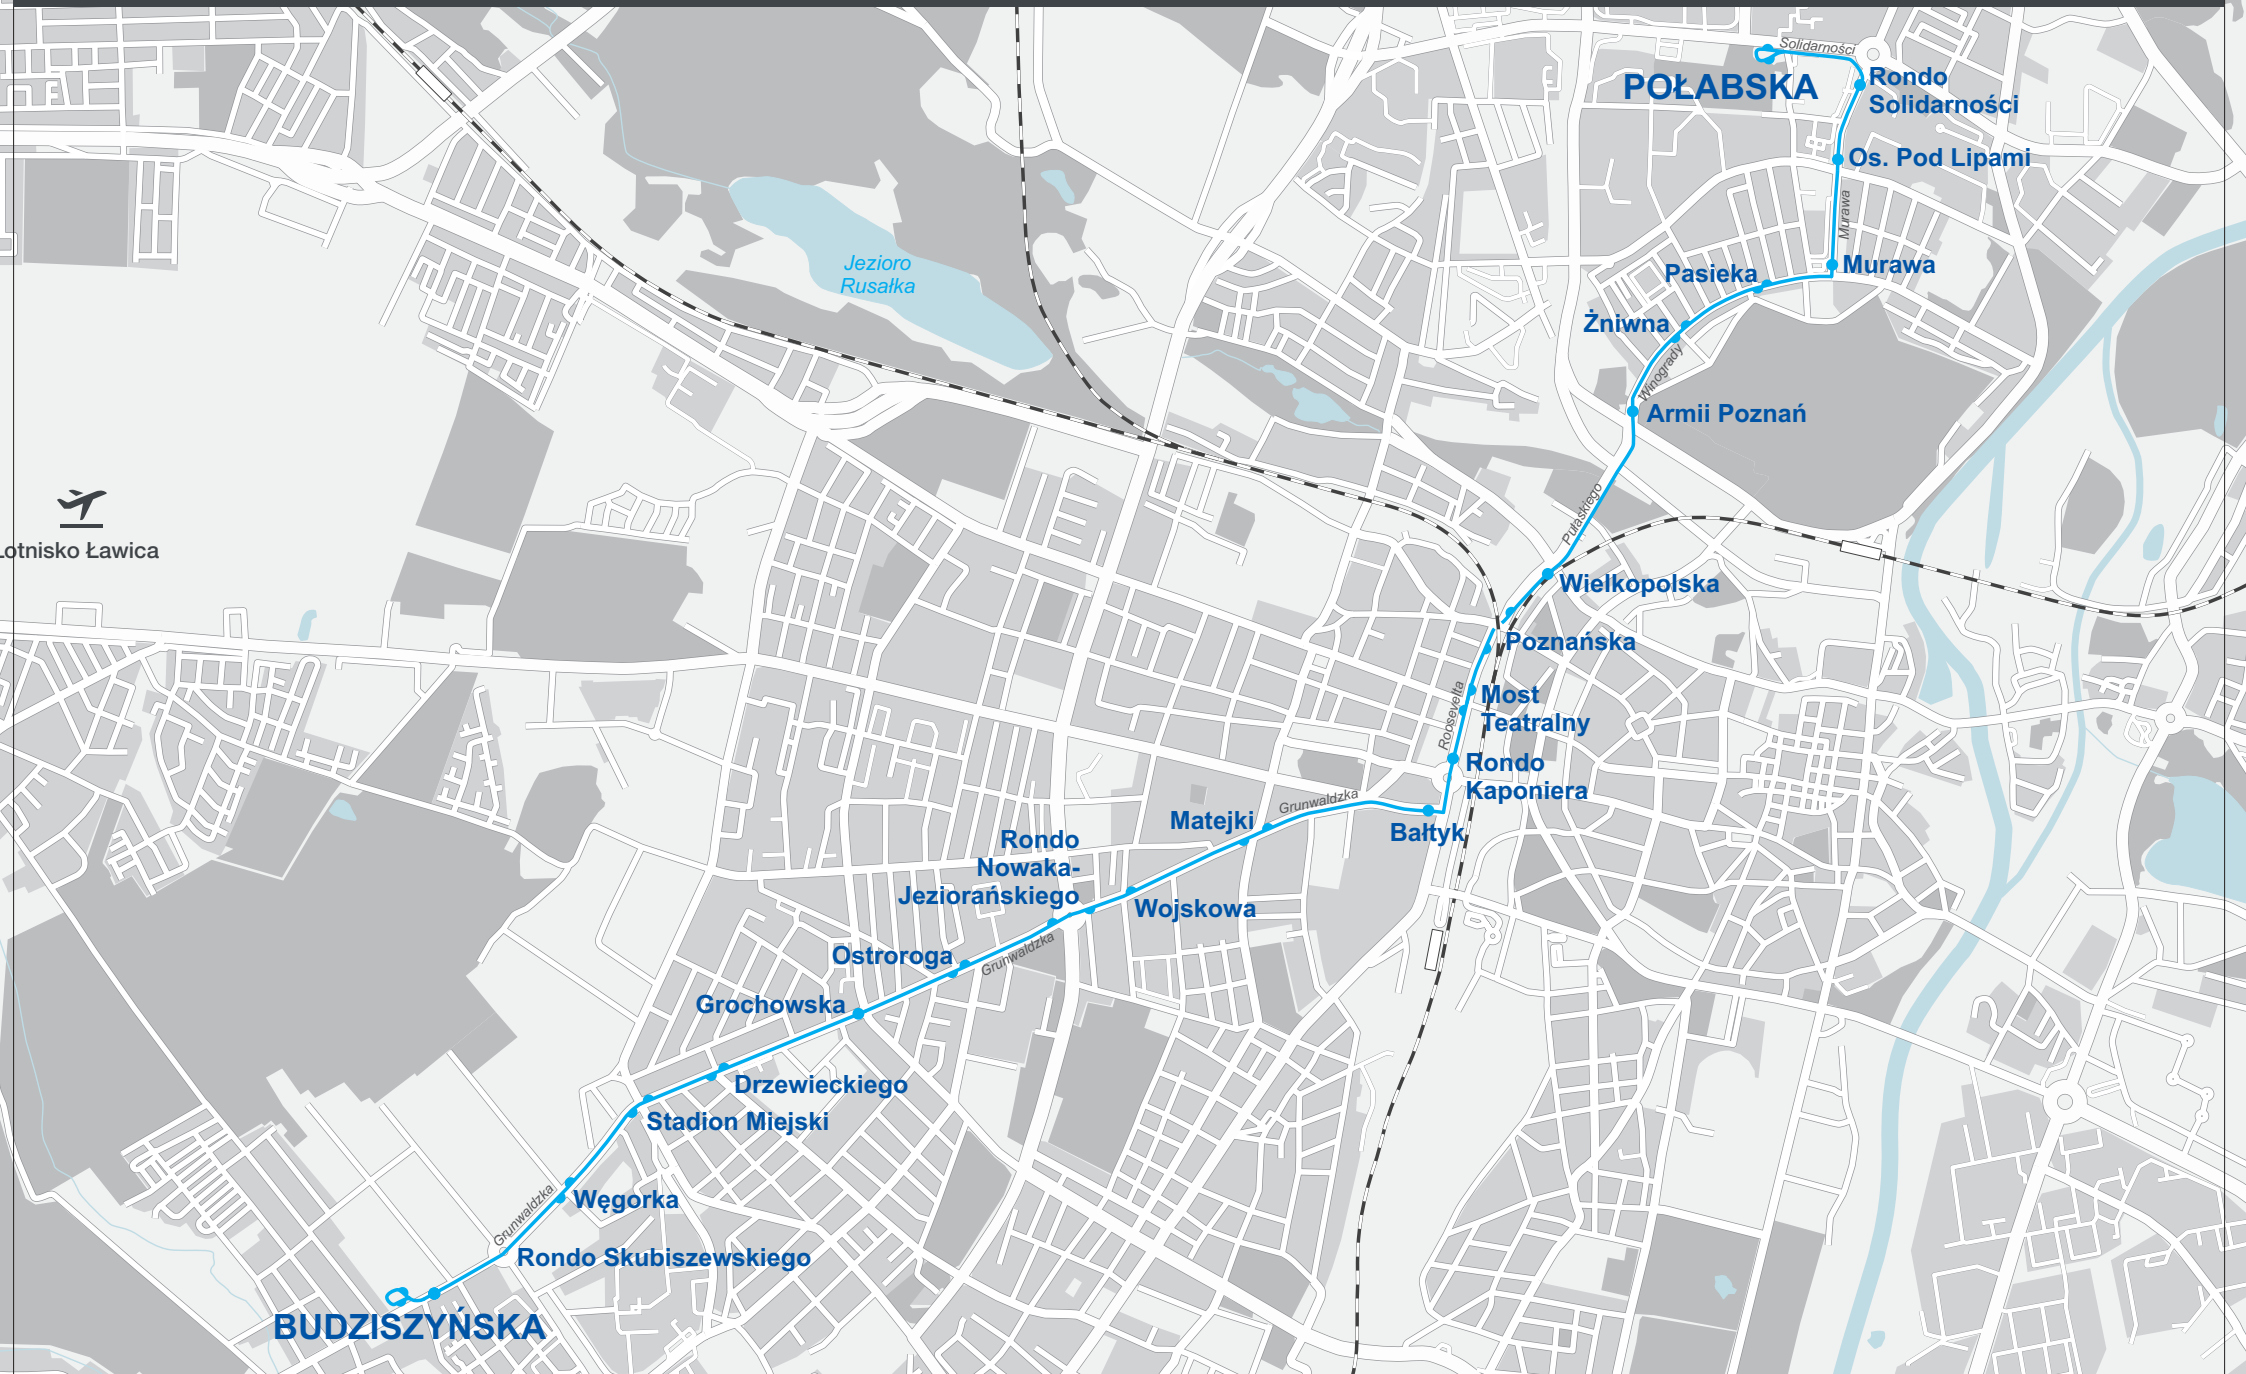 Solidarności
POŁABSKA
Rondo
Solidarności
Os. Pod Lipami
Murawa
Murawa
Pasieka
Żniwna
Winogrady
Armii Poznań
Jezioro
Rusałka
Pułaskiego
Lotnisko Ławica
Wielkopolska
Poznańska
Roosevelta
Most
Teatralny
Rondo
Kaponiera
Grunwaldzka
Bałtyk
Matejki
Rondo
Nowaka-
Jeziorańskiego
Wojskowa
Grunwaldzka
Ostroroga
Grochowska
Drzewieckiego
Stadion Miejski
Węgorka
Grunwaldzka
Rondo Skubiszewskiego
BUDZISZYŃSKA